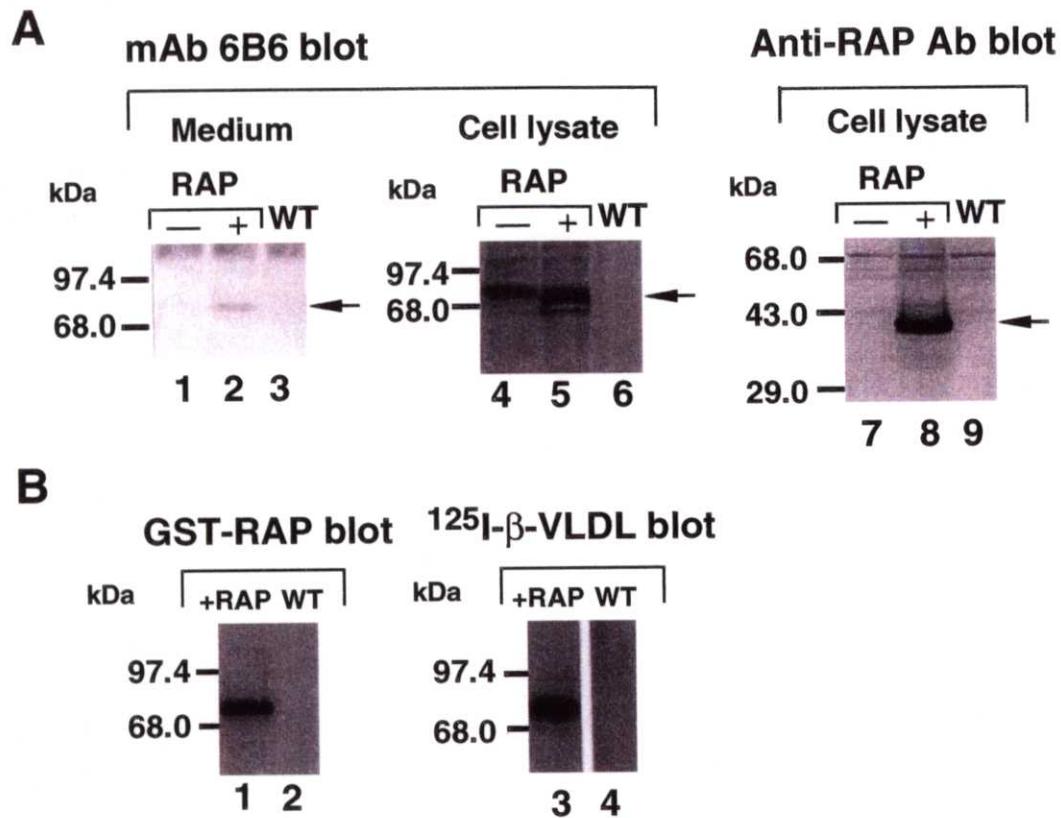 A
mAb 6B6 blot
Anti-RAP Ab blot
Medium
Cell lysate
Cell lysate
kDa
RAP
kDa
RAP
kDa
RAP
— + WT
— + WT
— + WT
97.4
68.0
97.4
68.0
68.0
43.0
29.0
1 2 3
4 5 6
7 8 9
B
GST-RAP blot
¹²⁵I-β-VLDL blot
kDa
+RAP WT
kDa
+RAP WT
97.4
68.0
97.4
68.0
1 2
3 4